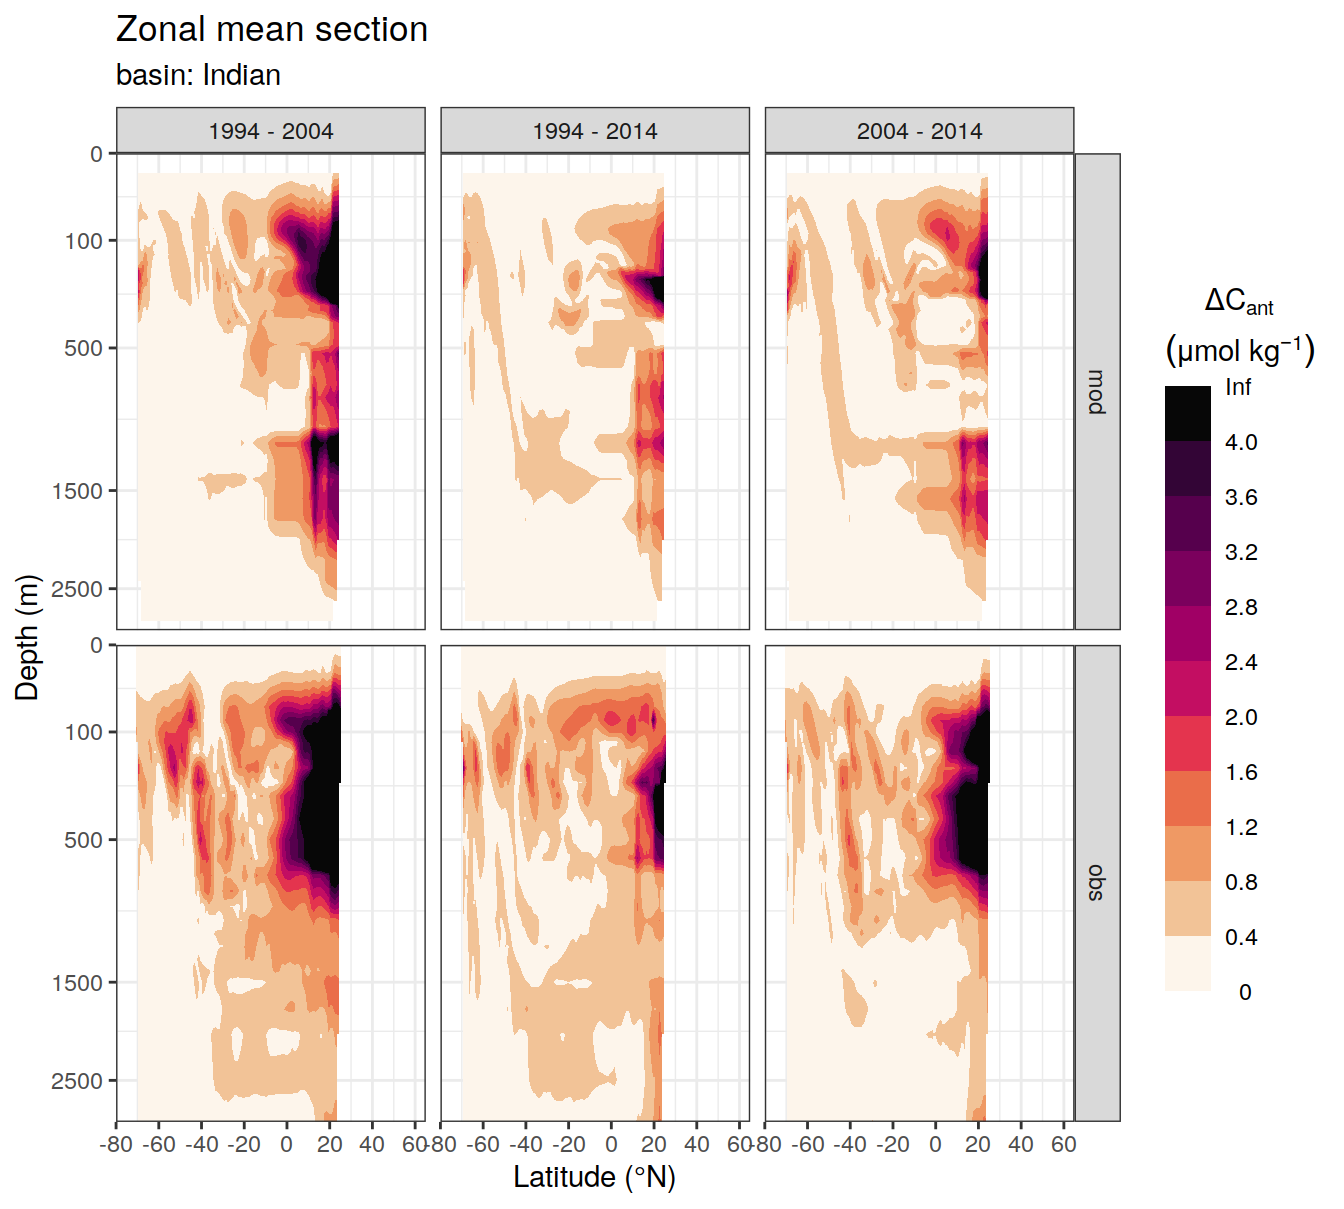 Zonal mean section
basin: Indian
1994 - 2004
1994 - 2014
2004 - 2014
0
100
500
1500
2500
mod
0
100
500
1500
2500
obs
Depth (m)
-80 -60 -40 -20 0 20 40 60
-80 -60 -40 -20 0 20 40 60
-80 -60 -40 -20 0 20 40 60
Latitude (°N)
ΔCant
(μmol kg⁻¹)
Inf
4.0
3.6
3.2
2.8
2.4
2.0
1.6
1.2
0.8
0.4
0